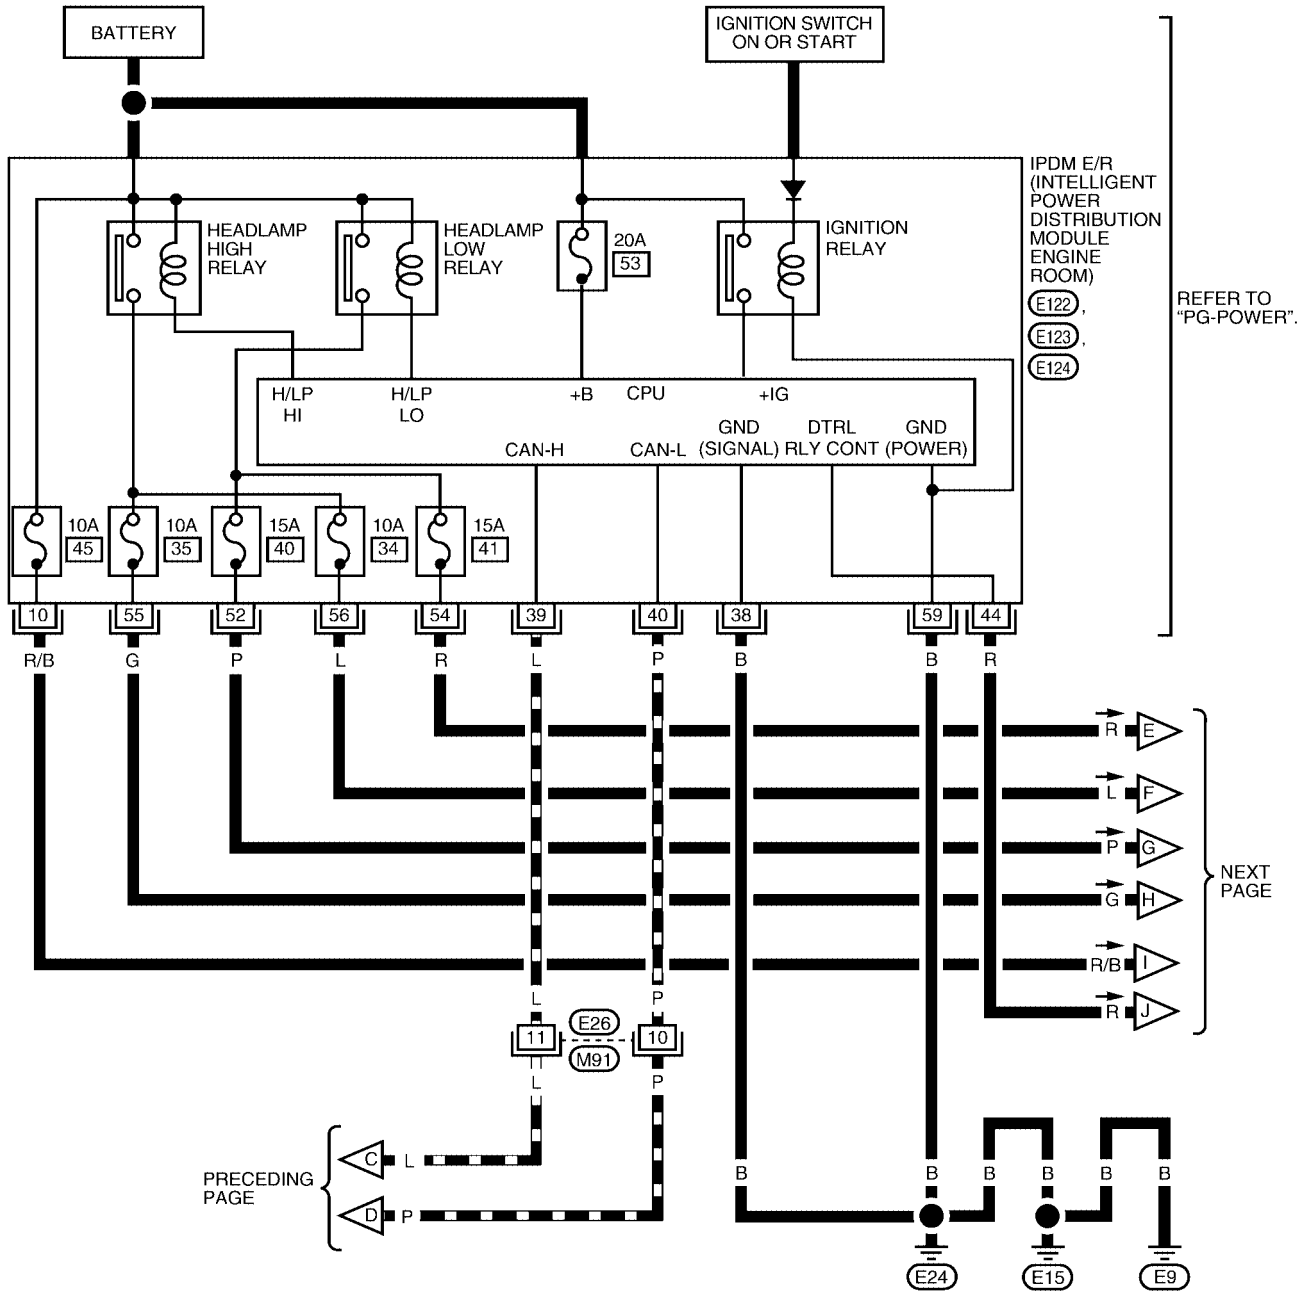 BATTERY
IGNITION SWITCH
ON OR START
IPDM E/R
(INTELLIGENT
POWER
DISTRIBUTION
MODULE
ENGINE
ROOM)
E122 ,
E123 ,
E124
REFER TO
“PG-POWER”.
HEADLAMP
HIGH
RELAY
HEADLAMP
LOW
RELAY
20A
53
IGNITION
RELAY
H/LP
HI
H/LP
LO
+B
CPU
+IG
CAN-H
CAN-L
GND
(SIGNAL)
DTRL
RLY CONT
GND
(POWER)
10A
45
10A
35
15A
40
10A
34
15A
41
10 55 52 56 54 39 40 38 59 44
R/B G P L R L P B B R
R E
L F
P G
G H
R/B I
R J
NEXT
PAGE
L P
11 E26 10
M91
L P
PRECEDING
PAGE
C L
D P
B B B B B B
E24 E15 E9